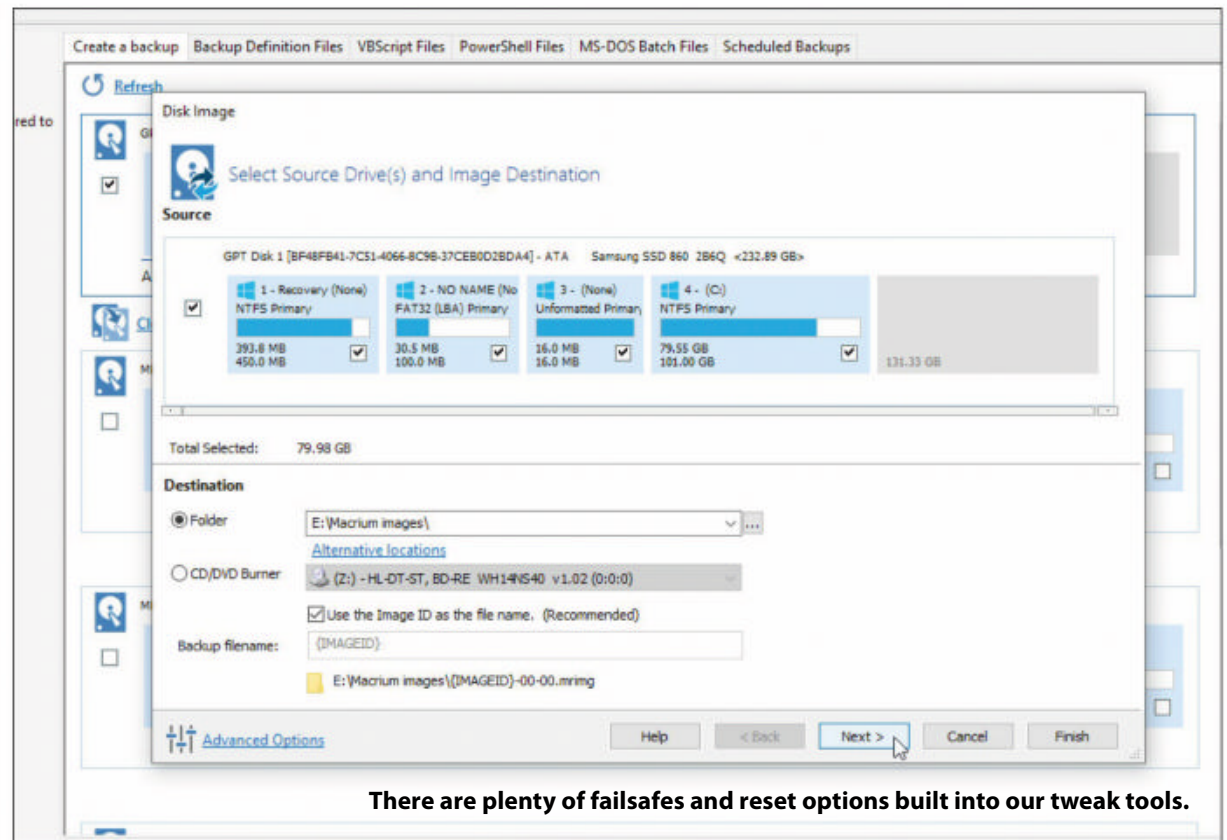 Create a backup Backup Definition Files VBScript Files PowerShell Files MS-DOS Batch Files Scheduled Backups
Refresh
red to
Disk Image
Select Source Drive(s) and Image Destination
Source
GPT Disk 1 [BF48FB41-7C51-4066-8C9B-37CEB0D2BDA4] - ATA Samsung SSD 860 2B6Q <232.89 GB>
1 - Recovery (None)
NTFS Primary
393.8 MB
450.0 MB
2 - NO NAME (No
FAT32 (LBA) Primary
30.5 MB
100.0 MB
3 - (None)
Unformatted Primary
16.0 MB
16.0 MB
4 - (C:)
NTFS Primary
79.55 GB
101.00 GB
131.33 GB
Total Selected: 79.98 GB
Destination
Folder
E:\Macrium images\
...
Alternative locations
CD/DVD Burner
(Z:) - HL-DT-ST, BD-RE WH14NS40 v1.02 (0:0:0)
Use the Image ID as the file name. (Recommended)
Backup filename: {IMAGEID}
E:\Macrium images\{IMAGEID}-00-00.mrimg
Advanced Options
Help < Back Next > Cancel Finish
There are plenty of failsafes and reset options built into our tweak tools.